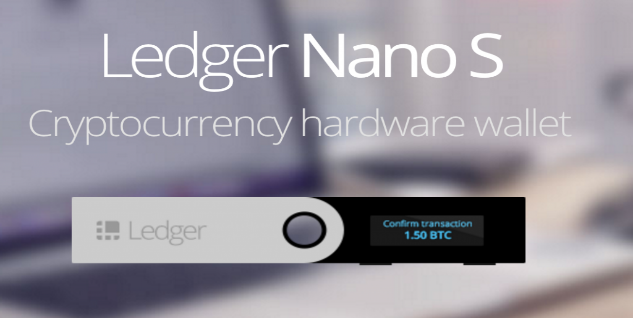 Ledger Nano S
Cryptocurrency hardware wallet
Ledger
Confirm transaction
1.50 BTC